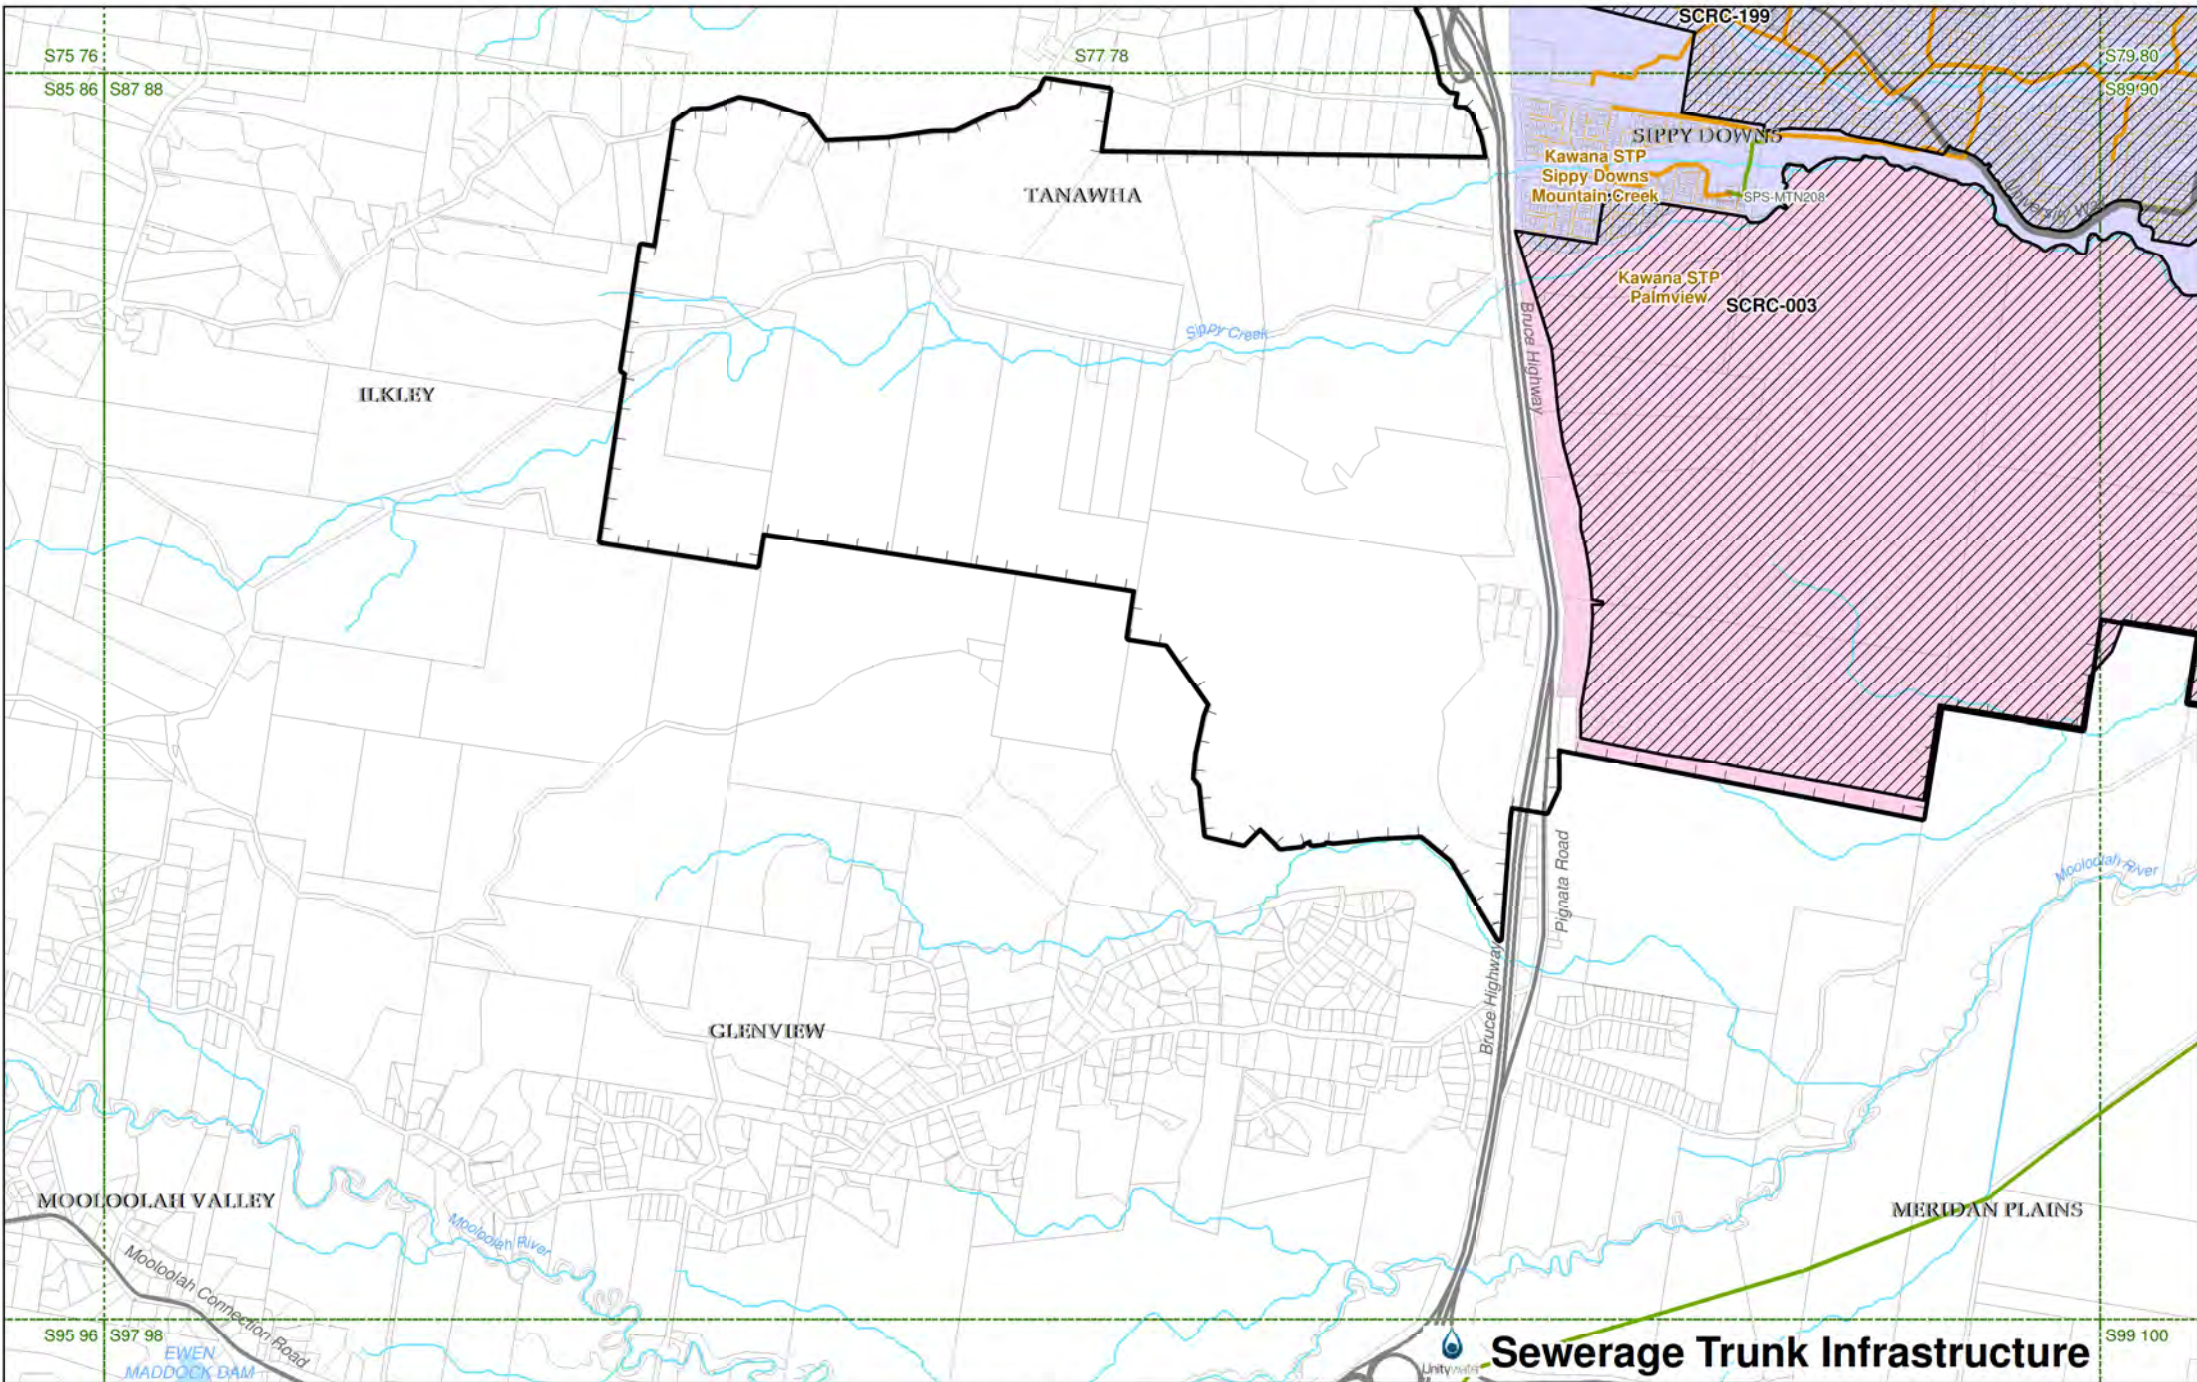 SCRC-199
S75 76
S77 78
S79 80
S85 86
S87 88
S89 90
SIPPY DOWNS
Kawana STP
Sippy Downs
Mountain Creek
SPS-MTN208
TANAWHA
University Way
Kawana STP
Palmview
SCRC-003
Bruce Highway
Sippy Creek
ILKLEY
Pignata Road
Mooloolah River
Bruce Highway
GLENVIEW
MOOLOOLAH VALLEY
MERIDAN PLAINS
Mooloolah River
Mooloolah Connection Road
S95 96
S97 98
S99 100
EWEN
MADDOCK DAM
Unitywater
Sewerage Trunk Infrastructure